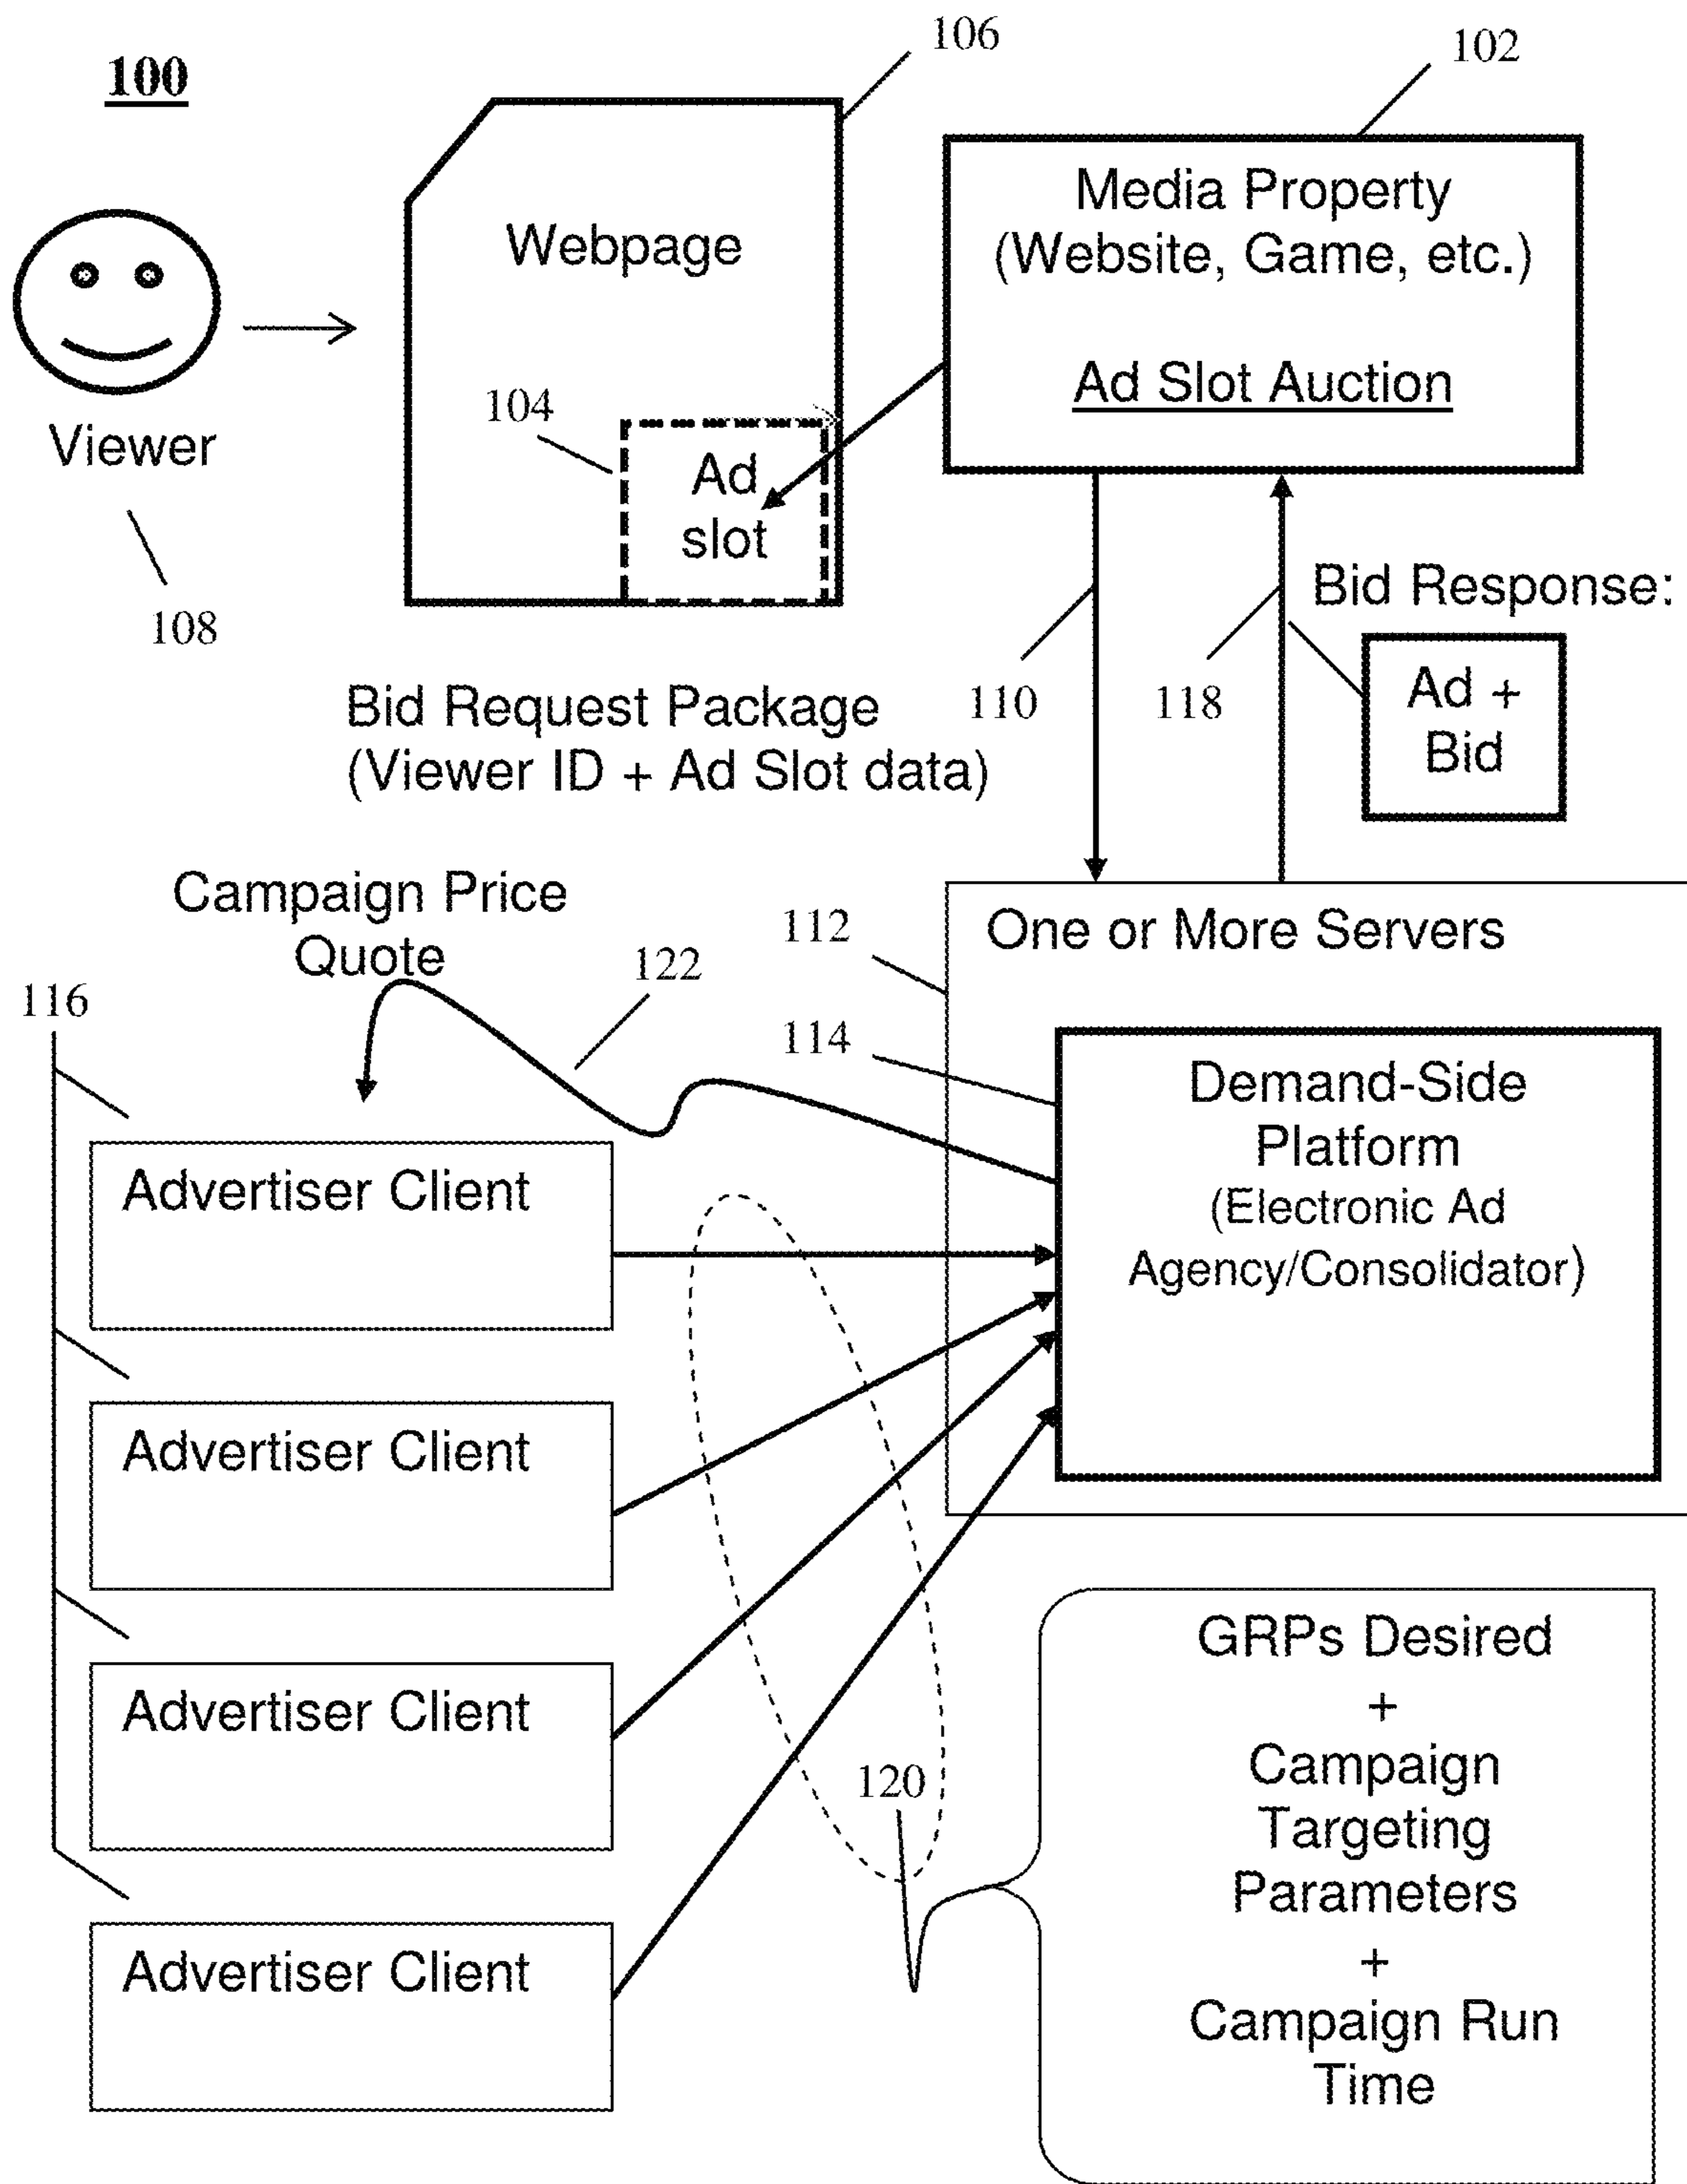 100
106
102
Webpage
Media Property
(Website, Game, etc.)
Ad Slot Auction
Viewer
104
Ad
slot
108
Bid Request Package
(Viewer ID + Ad Slot data)
110
118
Bid Response:
Ad +
Bid
Campaign Price
Quote
122
112
One or More Servers
116
114
Demand-Side
Platform
(Electronic Ad
Agency/Consolidator)
Advertiser Client
Advertiser Client
Advertiser Client
Advertiser Client
120
GRPs Desired
+
Campaign
Targeting
Parameters
+
Campaign Run
Time